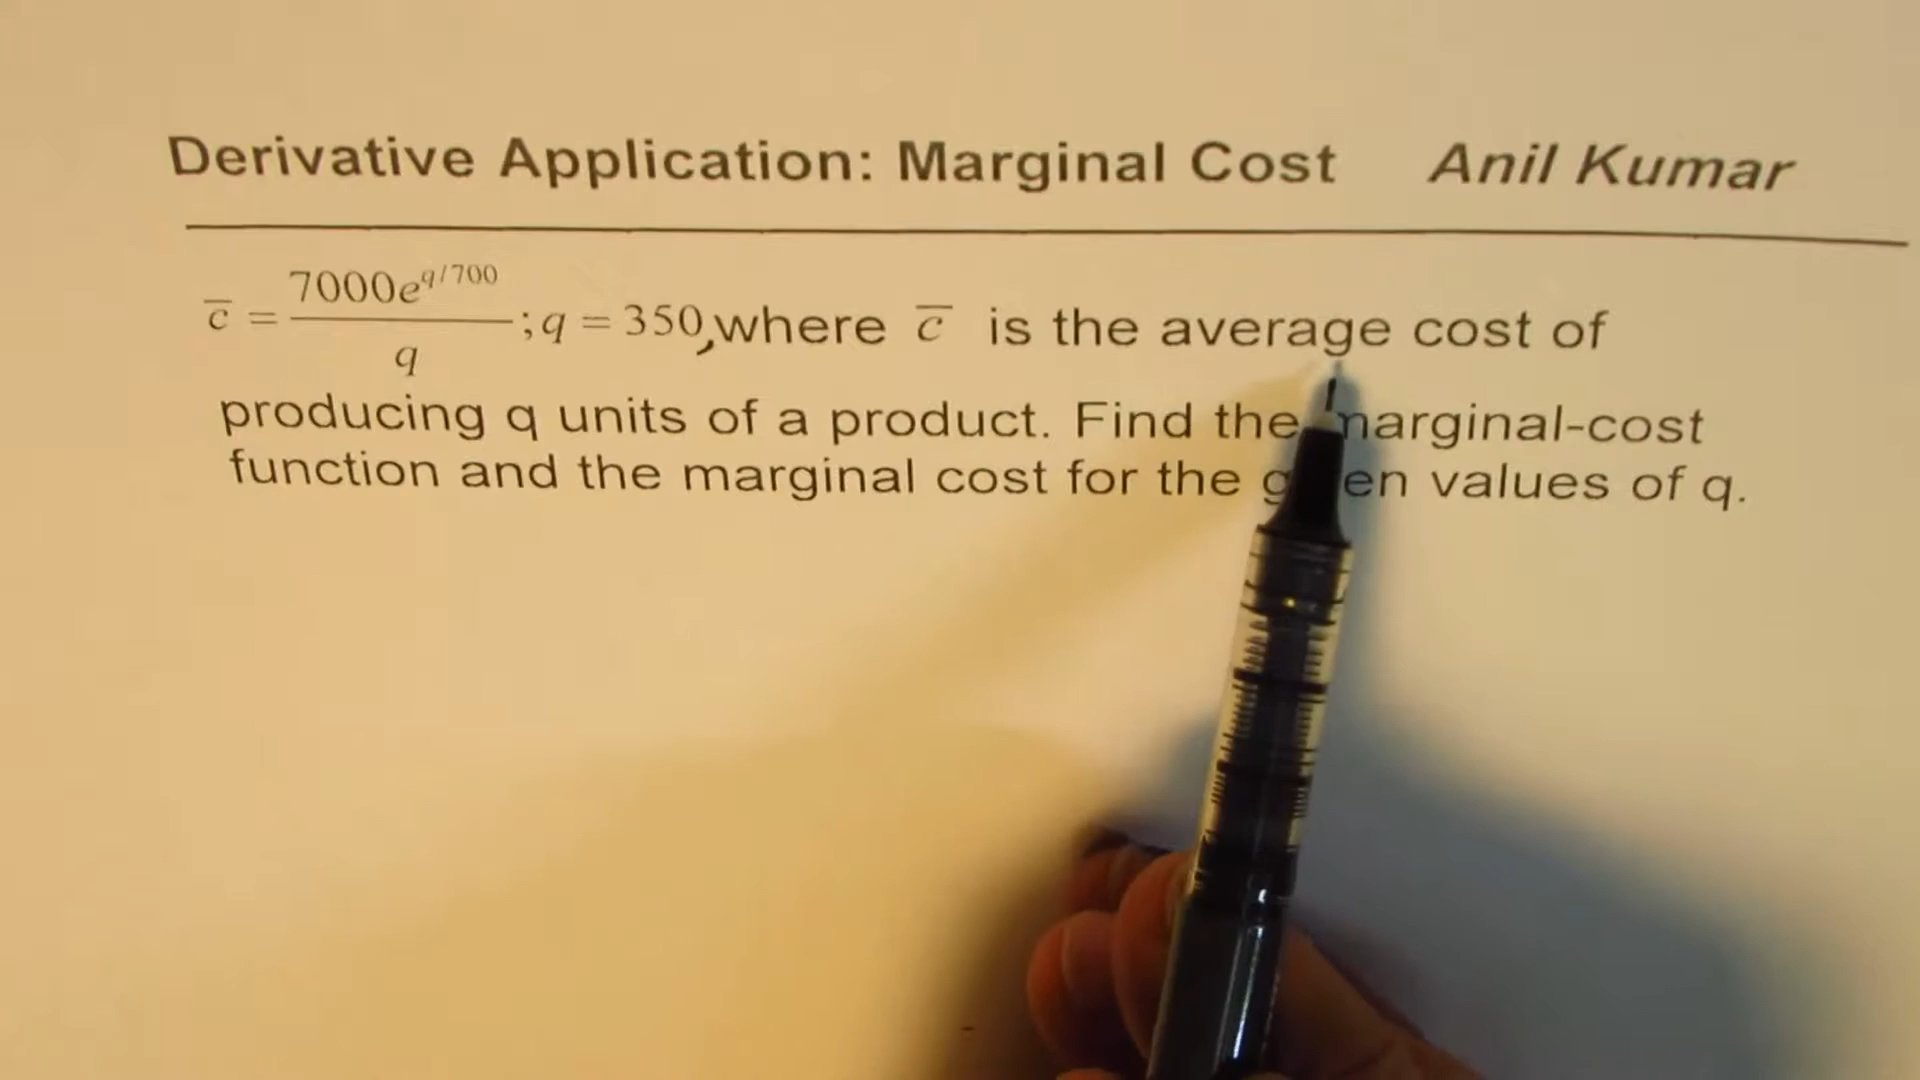 Derivative Application: Marginal Cost Anil Kumar
c̅ = 7000e^{q/700} / q ; q = 350, where c̅ is the average cost of
producing q units of a product. Find the marginal-cost
function and the marginal cost for the given values of q.